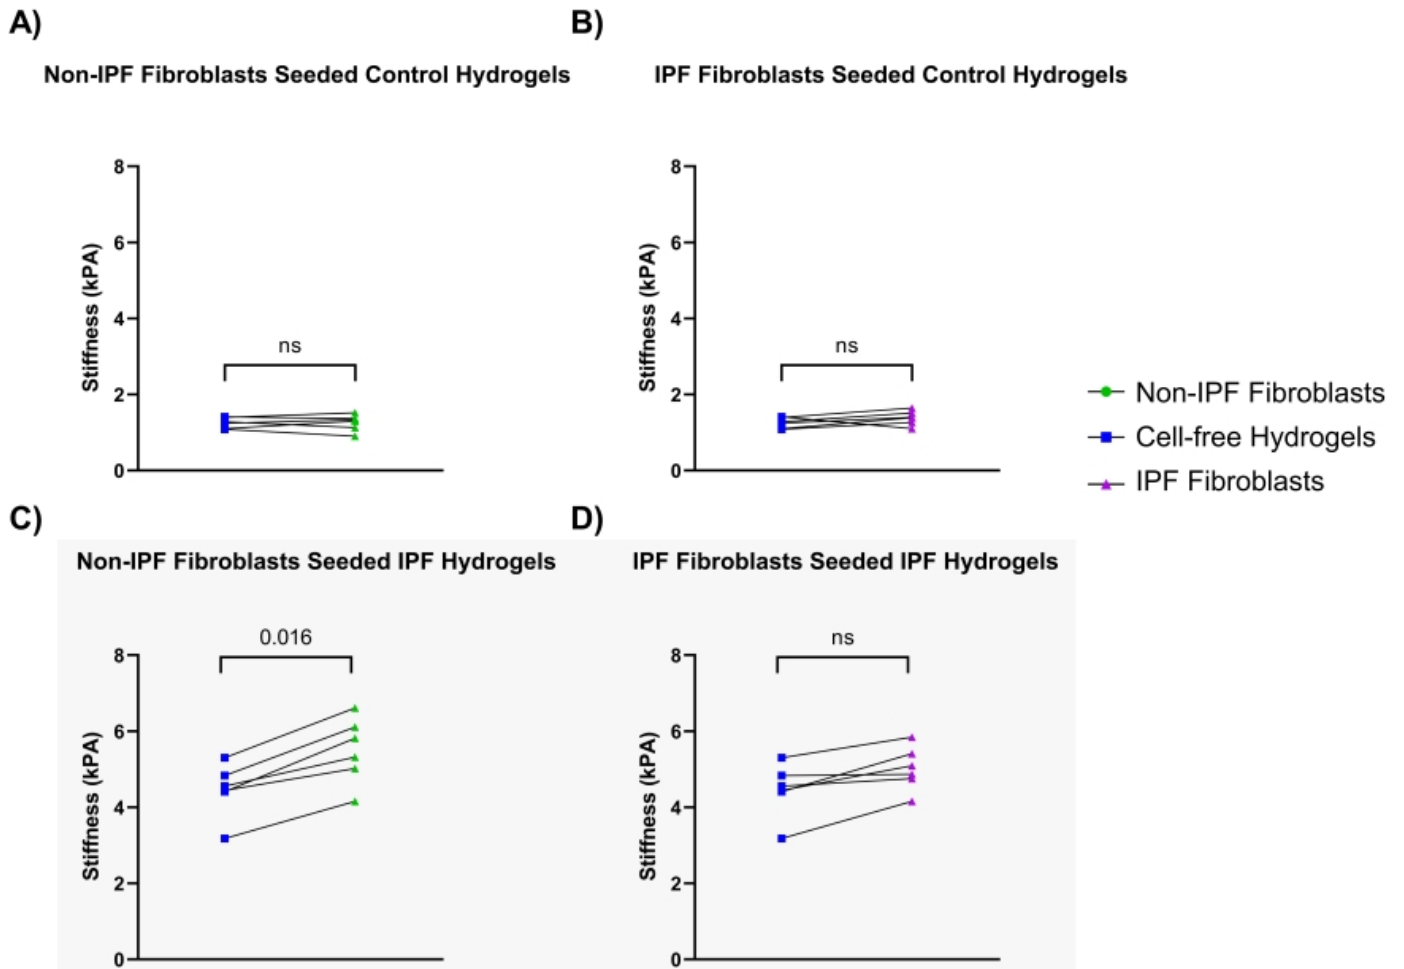 A)
Non-IPF Fibroblasts Seeded Control Hydrogels
8
6
4
2
0
Stiffness (kPA)
ns
B)
IPF Fibroblasts Seeded Control Hydrogels
8
6
4
2
0
Stiffness (kPA)
ns
Non-IPF Fibroblasts
Cell-free Hydrogels
IPF Fibroblasts
C)
Non-IPF Fibroblasts Seeded IPF Hydrogels
0.016
8
6
4
2
0
Stiffness (kPA)
D)
IPF Fibroblasts Seeded IPF Hydrogels
ns
8
6
4
2
0
Stiffness (kPA)